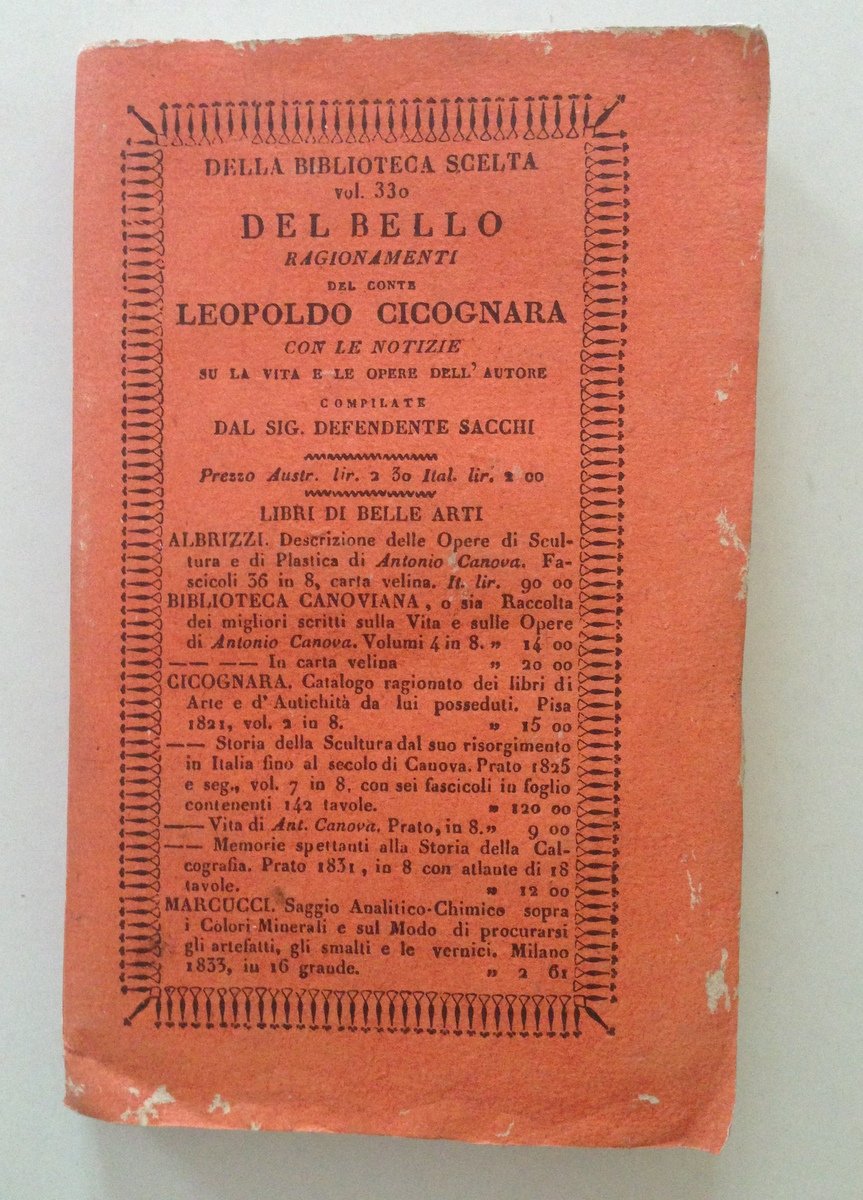 DELLA BIBLIOTECA SCELTA
vol. 330
DEL BELLO
RAGIONAMENTI
DEL CONTE
LEOPOLDO CICOGNARA
CON LE NOTIZIE
SU LA VITA E LE OPERE DELL' AUTORE
COMPILATE
DAL SIG. DEFENDENTE SACCHI
Prezzo Austr. lir. 2 30 Ital. lir. 2 00
LIBRI DI BELLE ARTI
ALBRIZZI. Descrizione delle Opere di Scul-
tura e di Plastica di Antonio Canova. Fa-
scicoli 36 in 8, carta velina. It. lir. 90 00
BIBLIOTECA CANOVIANA, o sia Raccolta
dei migliori scritti sulla Vita e sulle Opere
di Antonio Canova. Volumi 4 in 8. „ 14 00
—— —— In carta velina „ 20 00
CICOGNARA. Catalogo ragionato dei libri di
Arte e d' Autichità da lui posseduti. Pisa
1821, vol. 2 in 8. „ 15 00
—— Storia della Scultura dal suo risorgimento
in Italia fino al secolo di Canova. Prato 1825
e seg., vol. 7 in 8. con sei fascicoli in foglio
contenenti 142 tavole. „ 120 00
—— Vita di Ant. Canova. Prato, in 8. „ 9 00
—— Memorie spettanti alla Storia della Cal-
cografia. Prato 1831, in 8 con atlante di 18
tavole. „ 12 00
MARCUCCI. Saggio Analitico-Chimico sopra
i Colori Minerali e sul Modo di procurarsi
gli artefatti, gli smalti e le vernici. Milano
1833, in 16 grande. „ 2 61